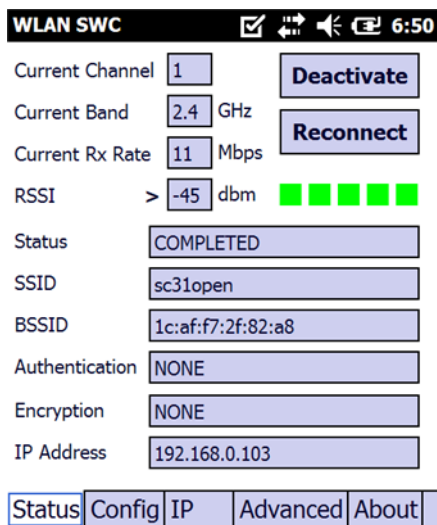 WLAN SWC 6:50
Current Channel 1 Deactivate
Current Band 2.4 GHz
Reconnect
Current Rx Rate 11 Mbps
RSSI > -45 dbm
Status COMPLETED
SSID sc31open
BSSID 1c:af:f7:2f:82:a8
Authentication NONE
Encryption NONE
IP Address 192.168.0.103
Status Config IP Advanced About